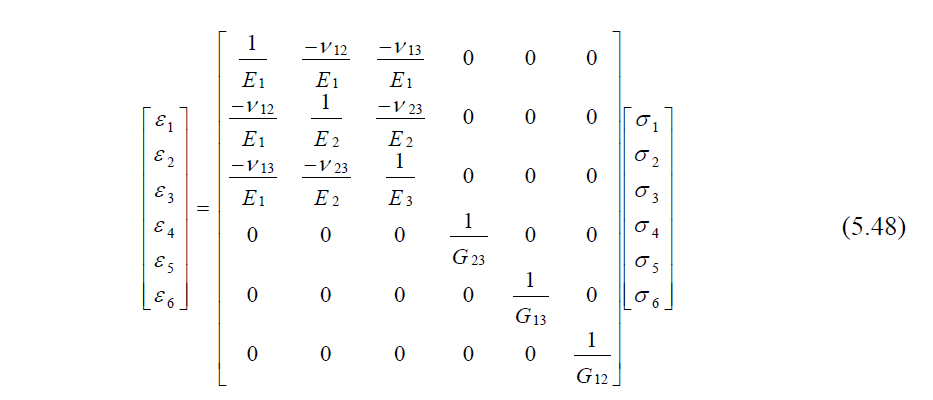 [ε1 ε2 ε3 ε4 ε5 ε6] = [
1/E1 -ν12/E1 -ν13/E1 0 0 0
-ν12/E1 1/E2 -ν23/E2 0 0 0
-ν13/E1 -ν23/E2 1/E3 0 0 0
0 0 0 1/G23 0 0
0 0 0 0 1/G13 0
0 0 0 0 0 1/G12
] [σ1 σ2 σ3 σ4 σ5 σ6] (5.48)